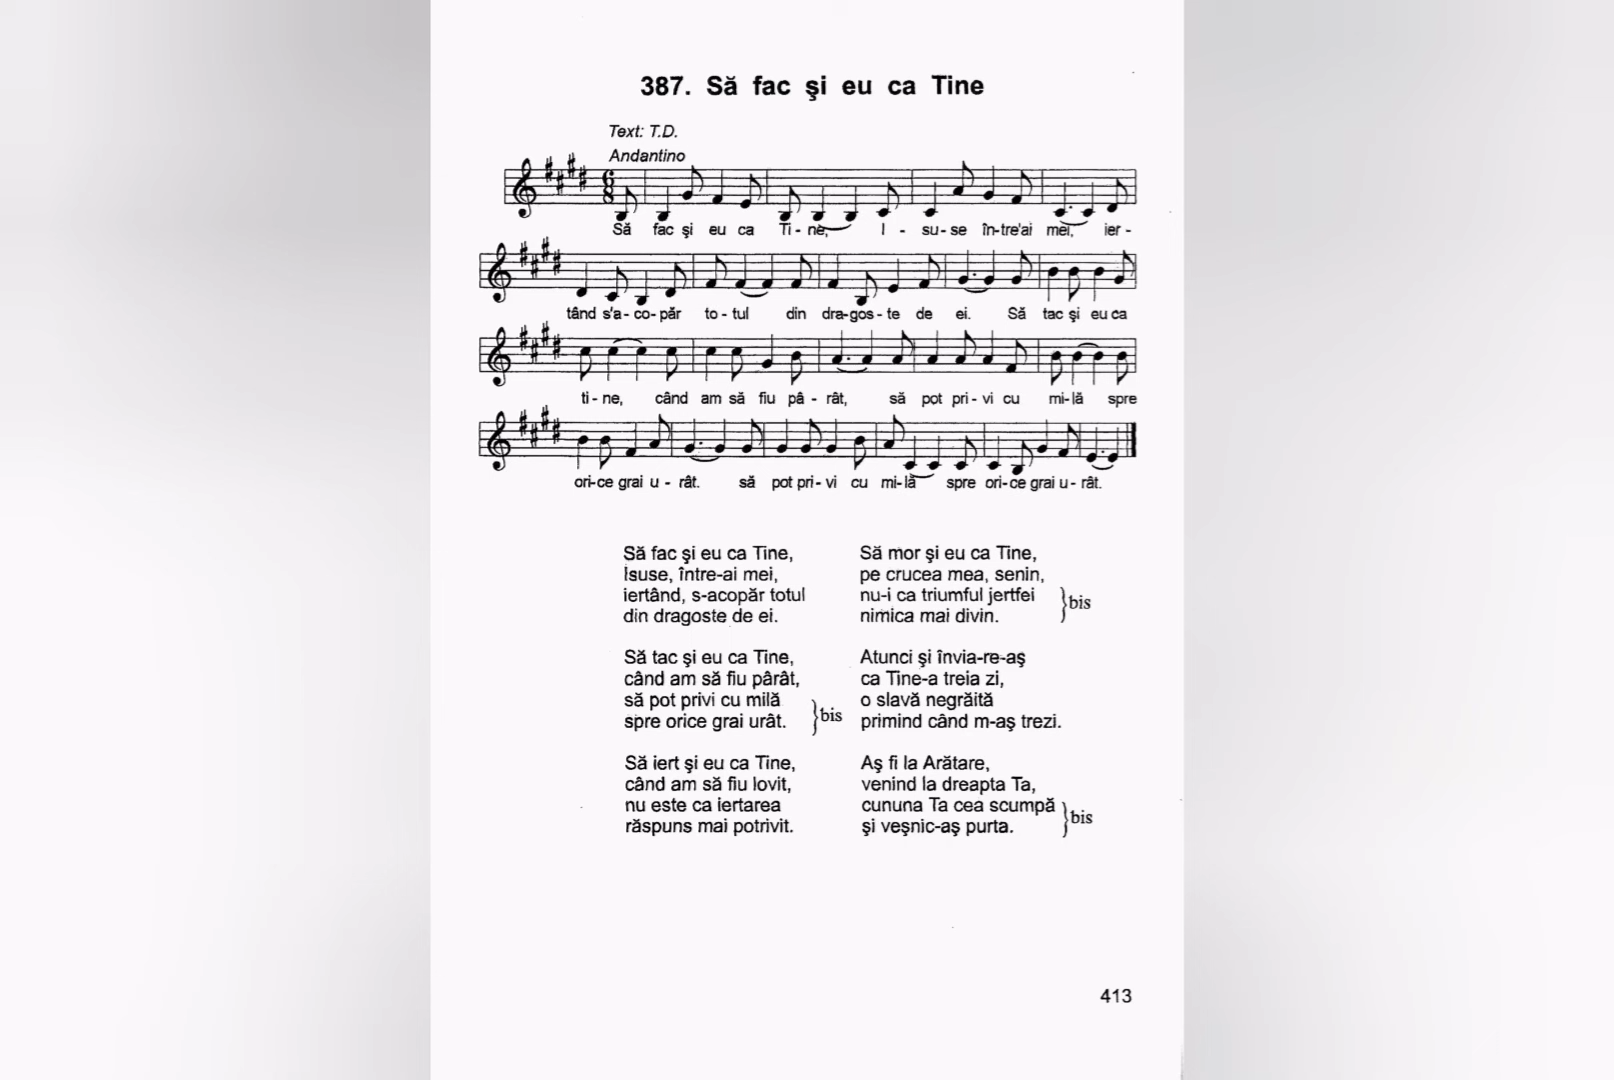 387. Să fac şi eu ca Tine
Text: T.D.
Andantino
Să fac şi eu ca Ti - ne, I - su - se în-tre'ai mei, ier -
tând s'a - co - păr to - tul din dra-gos - te de ei. Să tac şi eu ca
ti - ne, când am să fiu pâ - rât, să pot pri - vi cu mi-lă spre
ori-ce grai u - rât. să pot pri - vi cu mi-lă spre ori-ce grai u - rât.
Să fac şi eu ca Tine,
Isuse, între-ai mei,
iertând, s-acopăr totul
din dragoste de ei.
Să tac şi eu ca Tine,
când am să fiu pârât,
să pot privi cu milă
spre orice grai urât.
bis
Să iert şi eu ca Tine,
când am să fiu lovit,
nu este ca iertarea
răspuns mai potrivit.
Să mor şi eu ca Tine,
pe crucea mea, senin,
nu-i ca triumful jertfei
nimica mai divin.
bis
Atunci şi învia-re-aş
ca Tine-a treia zi,
o slavă negrăită
primind când m-aş trezi.
Aş fi la Arătare,
venind la dreapta Ta,
cununa Ta cea scumpă
şi veşnic-aş purta.
bis
413